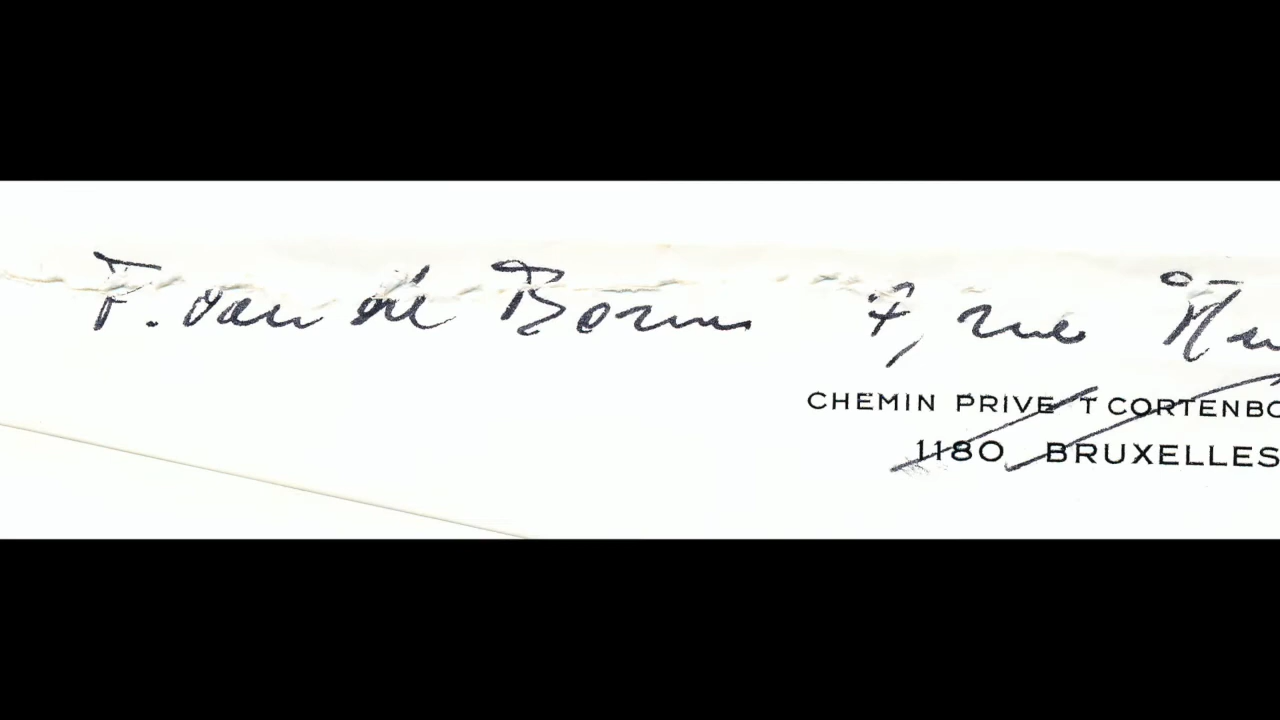 F. van de Borne 7, rue
CHEMIN PRIVE T CORTENBO
1180 BRUXELLES